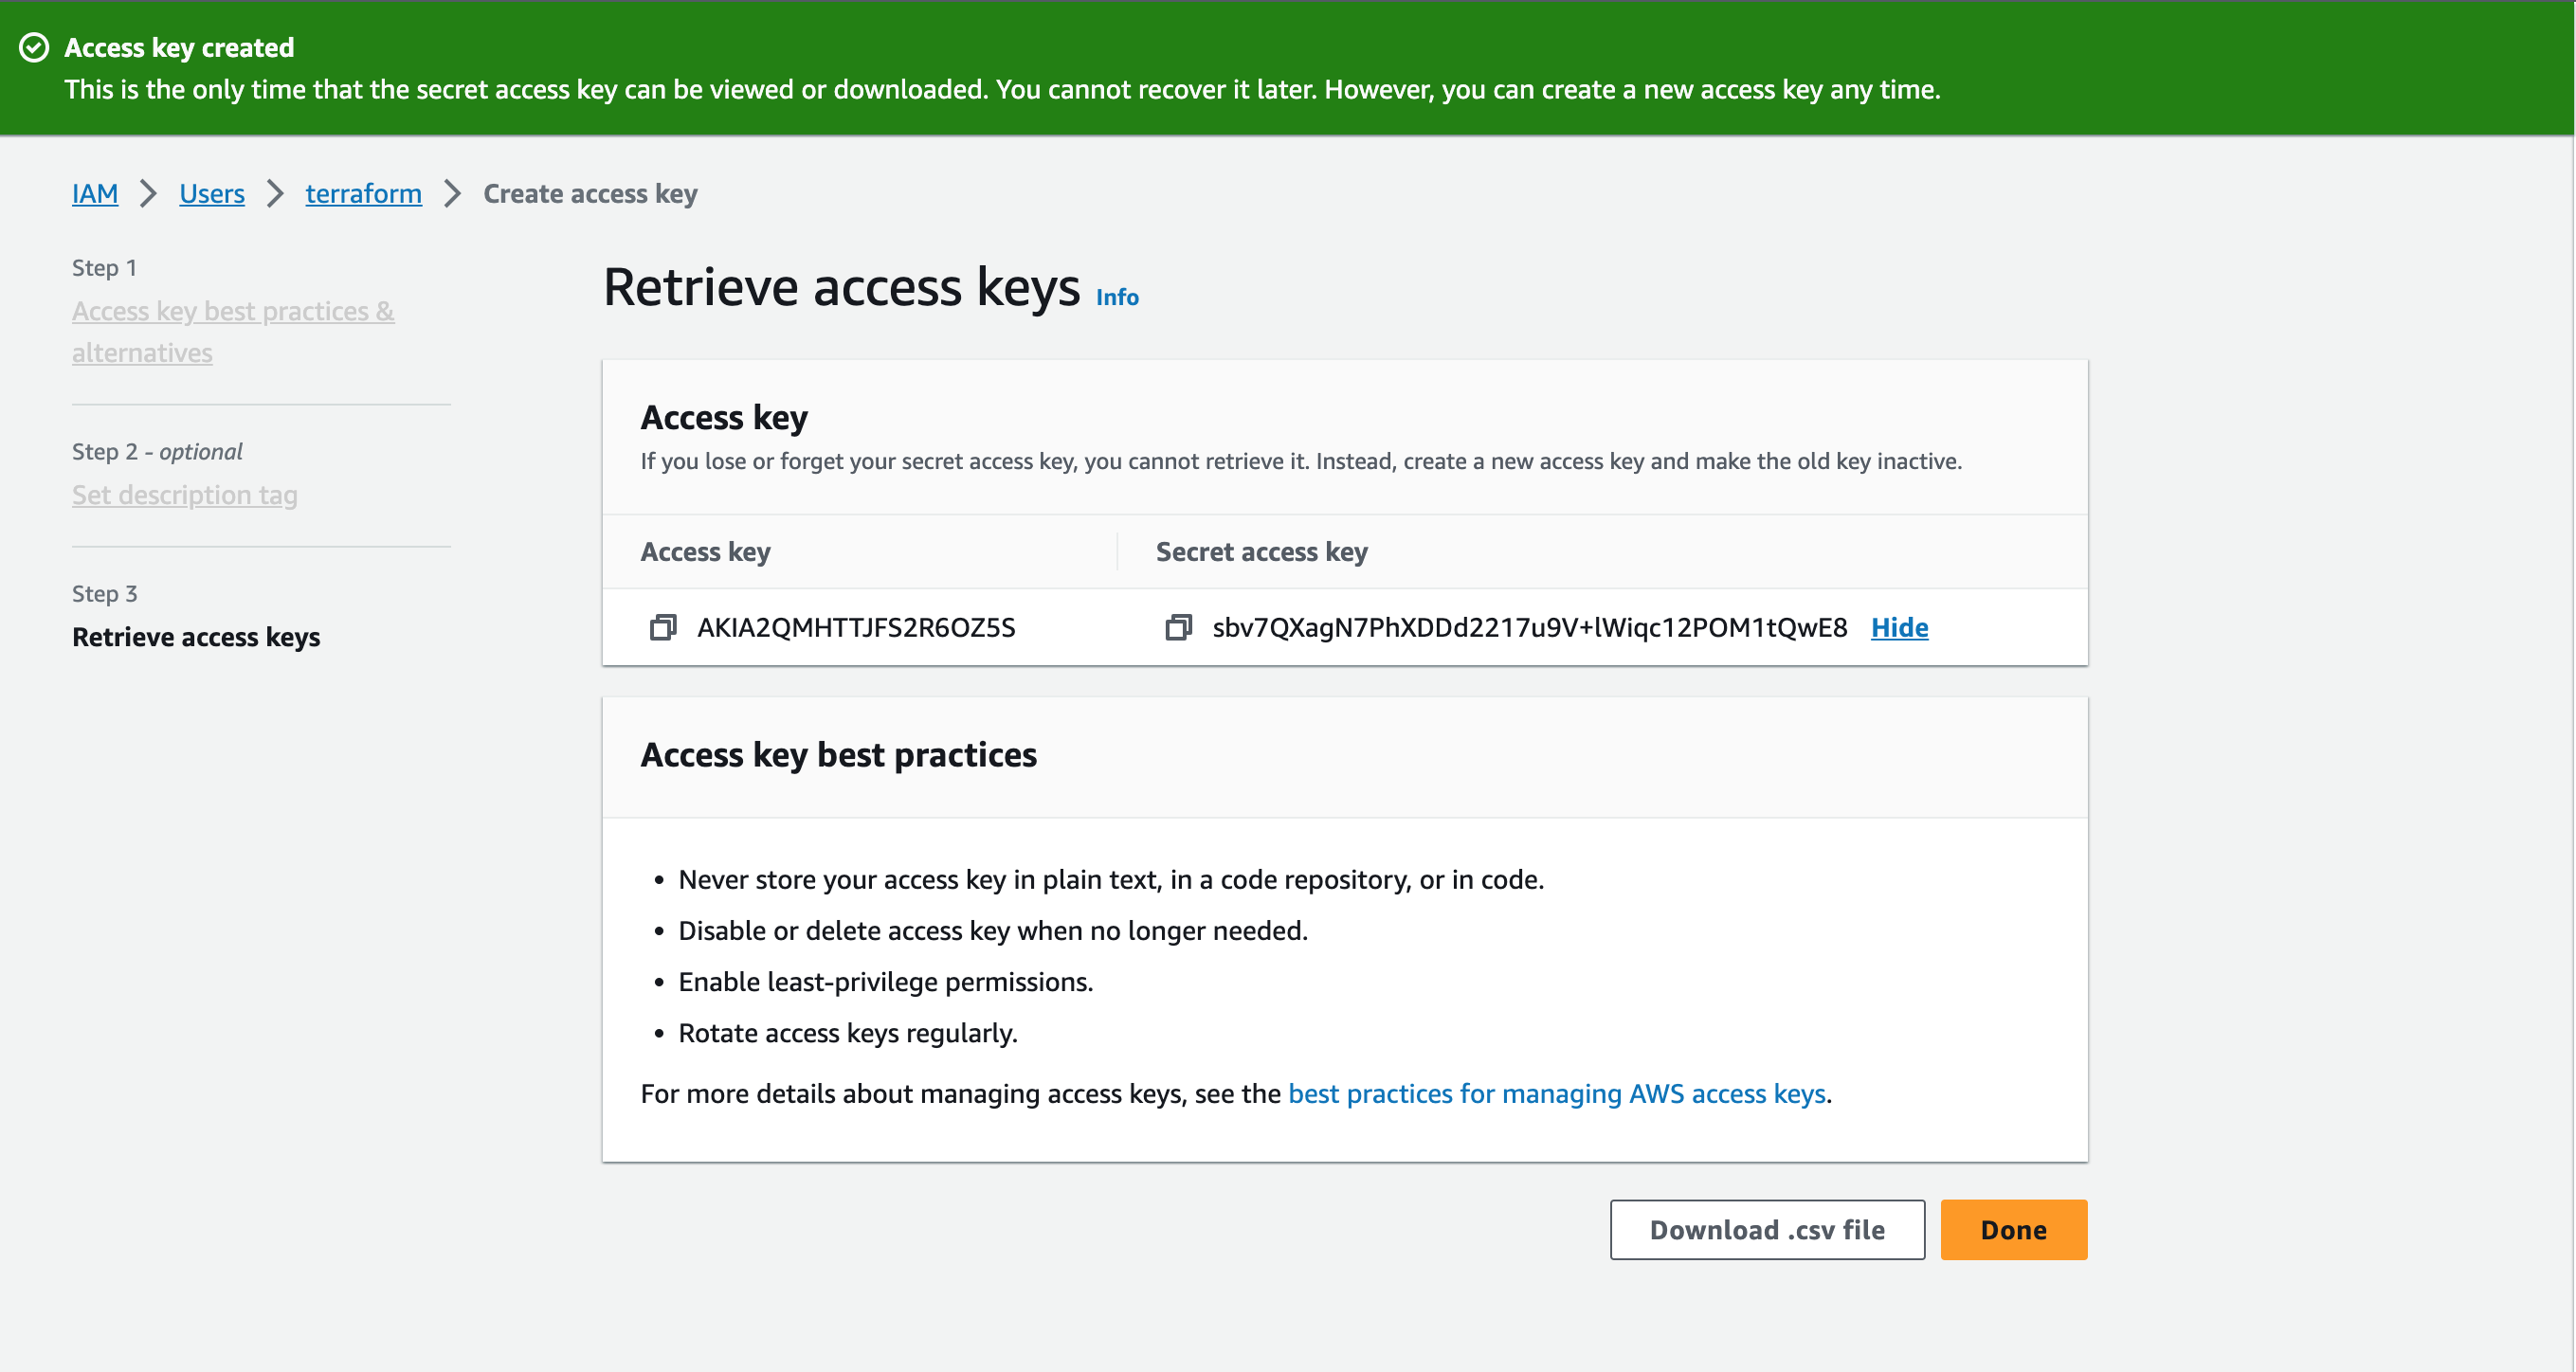 Access key created
This is the only time that the secret access key can be viewed or downloaded. You cannot recover it later. However, you can create a new access key any time.
IAM > Users > terraform > Create access key
Step 1
Access key best practices &
alternatives
Step 2 - optional
Set description tag
Step 3
Retrieve access keys
Retrieve access keys Info
Access key
If you lose or forget your secret access key, you cannot retrieve it. Instead, create a new access key and make the old key inactive.
Access key Secret access key
AKIA2QMHTTJFS2R6OZ5S sbv7QXagN7PhXDDd2217u9V+lWiqc12POM1tQwE8 Hide
Access key best practices
• Never store your access key in plain text, in a code repository, or in code.
• Disable or delete access key when no longer needed.
• Enable least-privilege permissions.
• Rotate access keys regularly.
For more details about managing access keys, see the best practices for managing AWS access keys.
Download .csv file Done